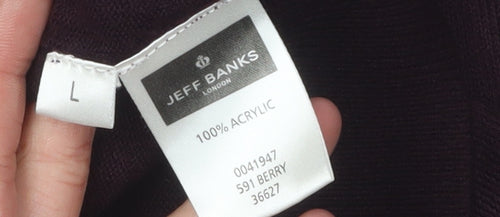 L
JEFF BANKS
LONDON
100% ACRYLIC
0041947
591 BERRY
36627